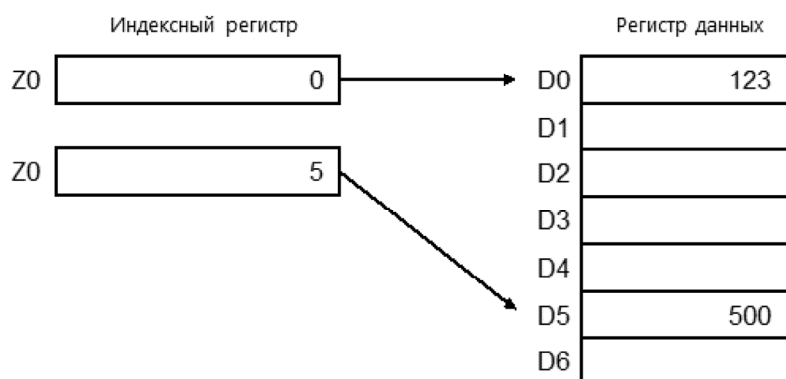 Индексный регистр Регистр данных
Z0 0 D0 123
D1
Z0 5 D2
D3
D4
D5 500
D6